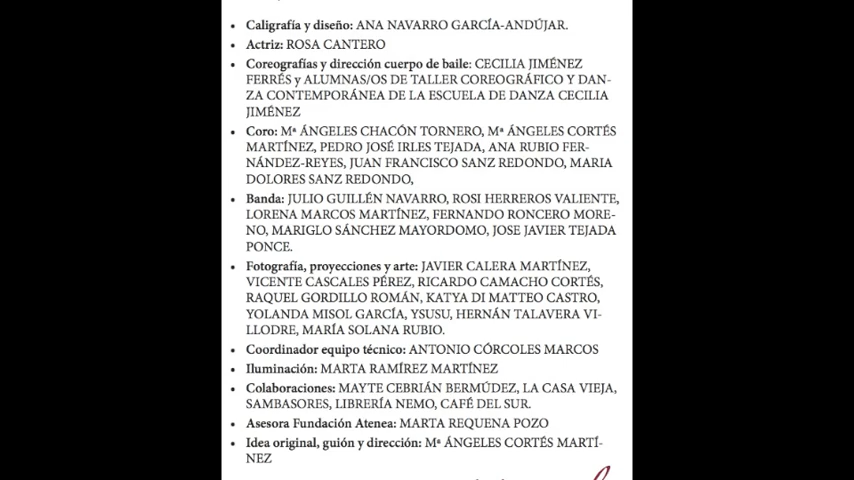 • Caligrafía y diseño: ANA NAVARRO GARCÍA-ANDÚJAR.
• Actriz: ROSA CANTERO
• Coreografías y dirección cuerpo de baile: CECILIA JIMÉNEZ
FERRÉS y ALUMNAS/OS DE TALLER COREOGRÁFICO Y DAN-
ZA CONTEMPORÁNEA DE LA ESCUELA DE DANZA CECILIA
JIMÉNEZ
• Coro: Mª ÁNGELES CHACÓN TORNERO, Mª ÁNGELES CORTÉS
MARTÍNEZ, PEDRO JOSÉ IRLES TEJADA, ANA RUBIO FER-
NÁNDEZ-REYES, JUAN FRANCISCO SANZ REDONDO, MARIA
DOLORES SANZ REDONDO,
• Banda: JULIO GUILLÉN NAVARRO, ROSI HERREROS VALIENTE,
LORENA MARCOS MARTÍNEZ, FERNANDO RONCERO MORE-
NO, MARIGLO SÁNCHEZ MAYORDOMO, JOSE JAVIER TEJADA
PONCE.
• Fotografía, proyecciones y arte: JAVIER CALERA MARTÍNEZ,
VICENTE CASCALES PÉREZ, RICARDO CAMACHO CORTÉS,
RAQUEL GORDILLO ROMÁN, KATYA DI MATTEO CASTRO,
YOLANDA MISOL GARCÍA, YSUSU, HERNÁN TALAVERA VI-
LLODRE, MARÍA SOLANA RUBIO.
• Coordinador equipo técnico: ANTONIO CÓRCOLES MARCOS
• Iluminación: MARTA RAMÍREZ MARTÍNEZ
• Colaboraciones: MAYTE CEBRIÁN BERMÚDEZ, LA CASA VIEJA,
SAMBASORES, LIBRERÍA NEMO, CAFÉ DEL SUR.
• Asesora Fundación Atenea: MARTA REQUENA POZO
• Idea original, guión y dirección: Mª ÁNGELES CORTÉS MARTÍ-
NEZ